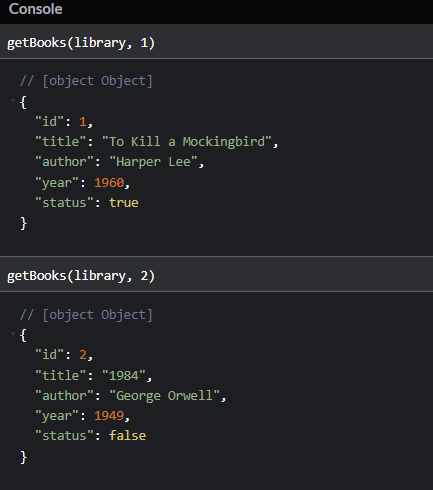 Console
getBooks(library, 1)
// [object Object]
{
"id": 1,
"title": "To Kill a Mockingbird",
"author": "Harper Lee",
"year": 1960,
"status": true
}
getBooks(library, 2)
// [object Object]
{
"id": 2,
"title": "1984",
"author": "George Orwell",
"year": 1949,
"status": false
}